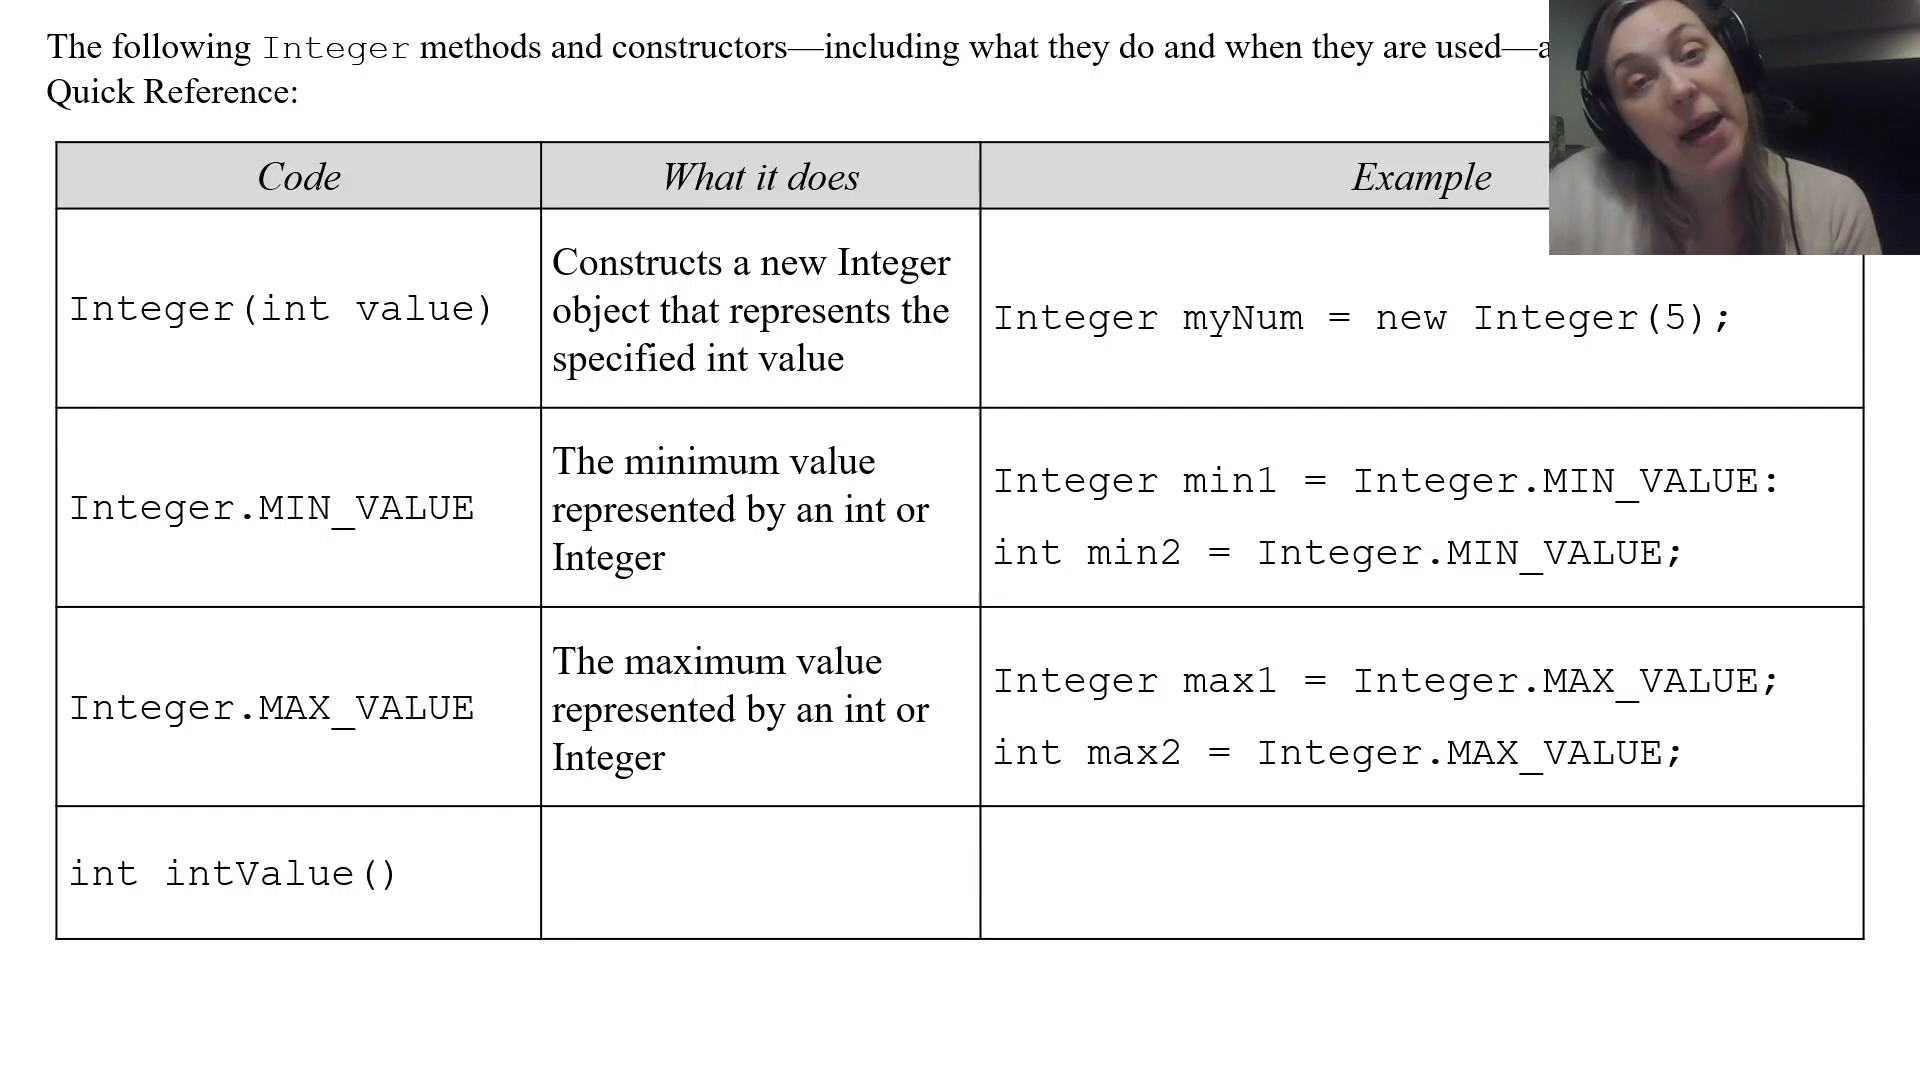 The following Integer methods and constructors—including what they do and when they are used—a
Quick Reference:
Code
What it does
Example
Integer(int value)
Constructs a new Integer
object that represents the
specified int value
Integer myNum = new Integer(5);
Integer.MIN_VALUE
The minimum value
represented by an int or
Integer
Integer min1 = Integer.MIN_VALUE:
int min2 = Integer.MIN_VALUE;
Integer.MAX_VALUE
The maximum value
represented by an int or
Integer
Integer max1 = Integer.MAX_VALUE;
int max2 = Integer.MAX_VALUE;
int intValue()